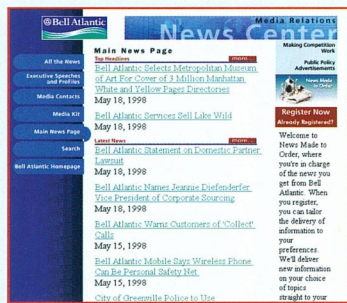 Bell Atlantic
Media Relations
News Center
All the News
Executive Speeches
and Profiles
Media Contacts
Media Kit
Main News Page
Search
Bell Atlantic Homepage
Main News Page
Top Headlines
more...
Bell Atlantic Selects Metropolitan Museum
of Art For Cover of 3 Million Manhattan
White and Yellow Pages Directories
May 18, 1998
Bell Atlantic Services Sell Like Wild
May 18, 1998
Latest News
more...
Bell Atlantic Statement on Domestic Partner
Lawsuit
May 18, 1998
Bell Atlantic Names Jeannie Diefenderfer
Vice President of Corporate Sourcing
May 18, 1998
Bell Atlantic Warns Customers of 'Collect'
Calls
May 15, 1998
Bell Atlantic Mobile Says Wireless Phone
Can Be Personal Safety Net
May 15, 1998
City of Greenville Police to Use
Making Competition
Work
Public Policy
Advertisements
News Made
to Order
Register Now
Already Registered?
Welcome to
News Made to
Order, where
you're in charge
of the news you
get from Bell
Atlantic. When
you register,
you can tailor
the delivery of
information to
your
preferences.
We'll deliver
new information
on your choice
of topics
straight to your